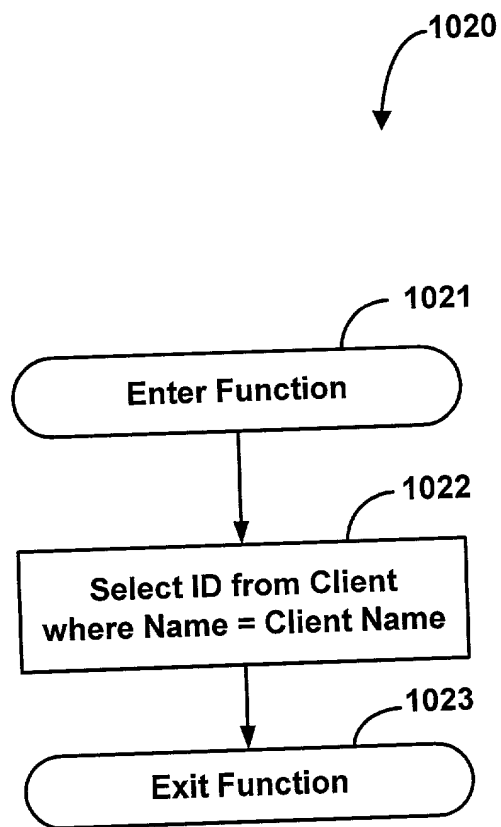 1020
1021
Enter Function
1022
Select ID from Client
where Name = Client Name
1023
Exit Function